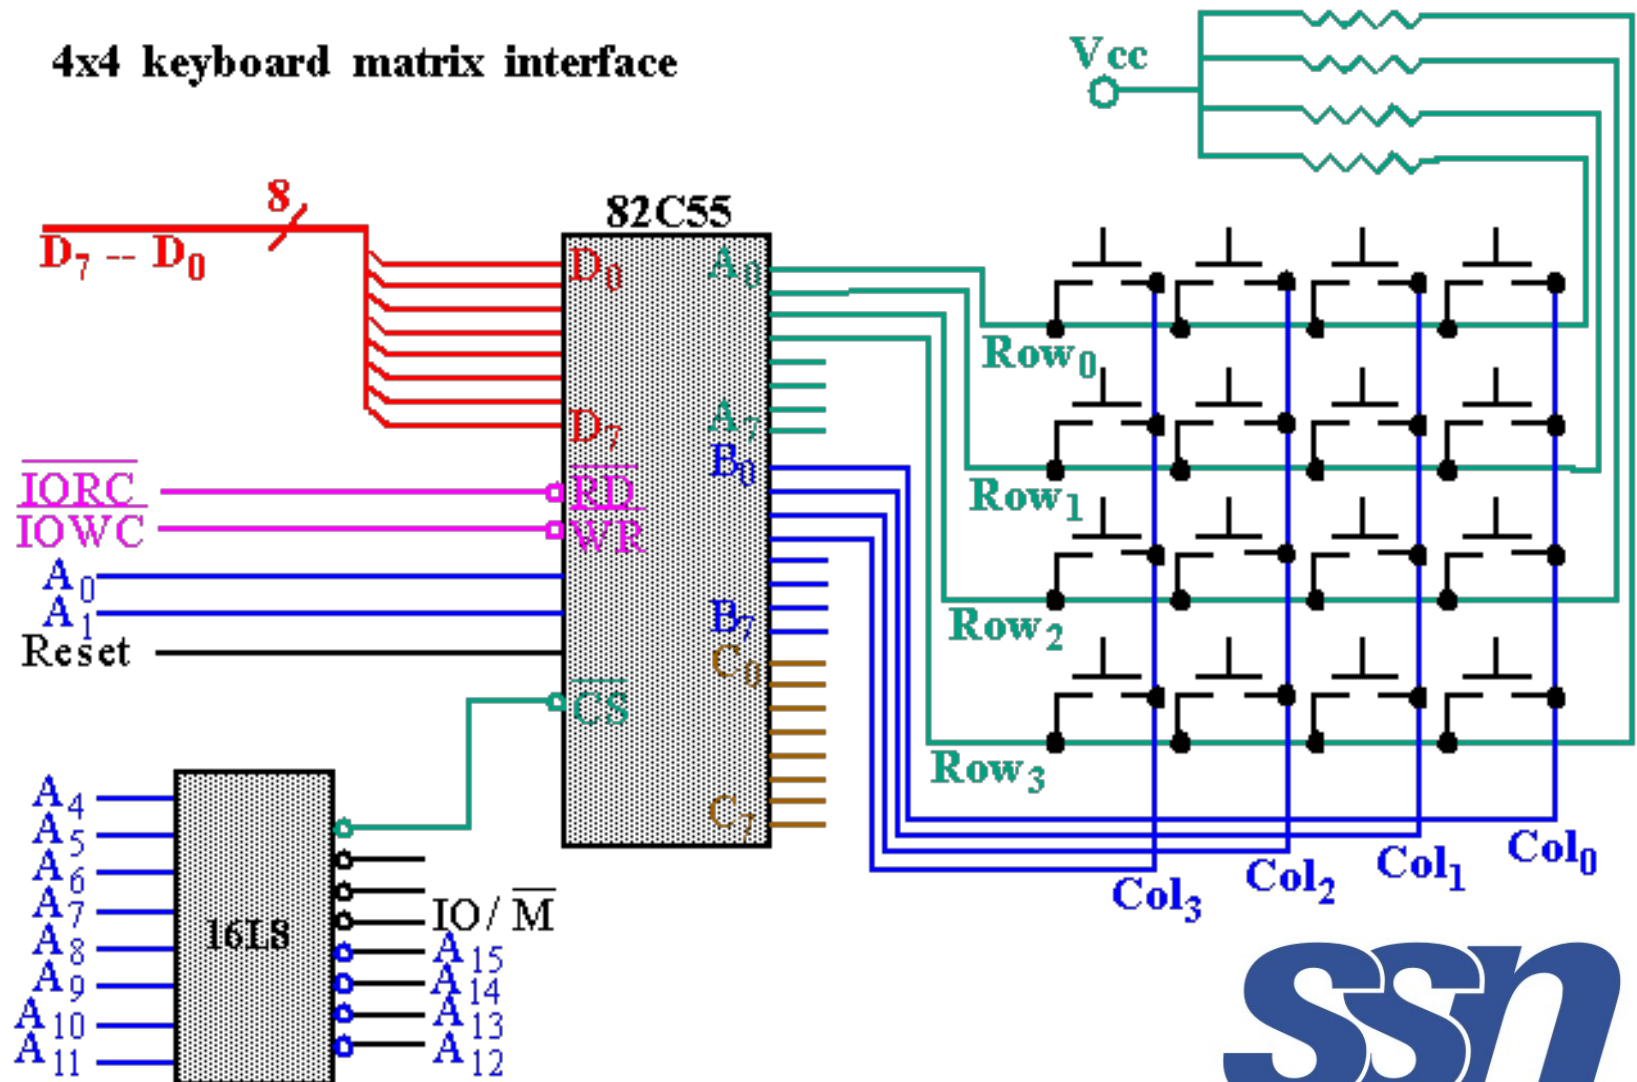 4x4 keyboard matrix interface
Vcc
8
D7 -- D0
82C55
D0
D7
A0
A7
B0
B7
C0
C7
IORC
IOWC
RD
WR
A0
A1
Reset
CS
Row0
Row1
Row2
Row3
Col3
Col2
Col1
Col0
A4
A5
A6
A7
A8
A9
A10
A11
16L8
IO/M
A15
A14
A13
A12
ssn